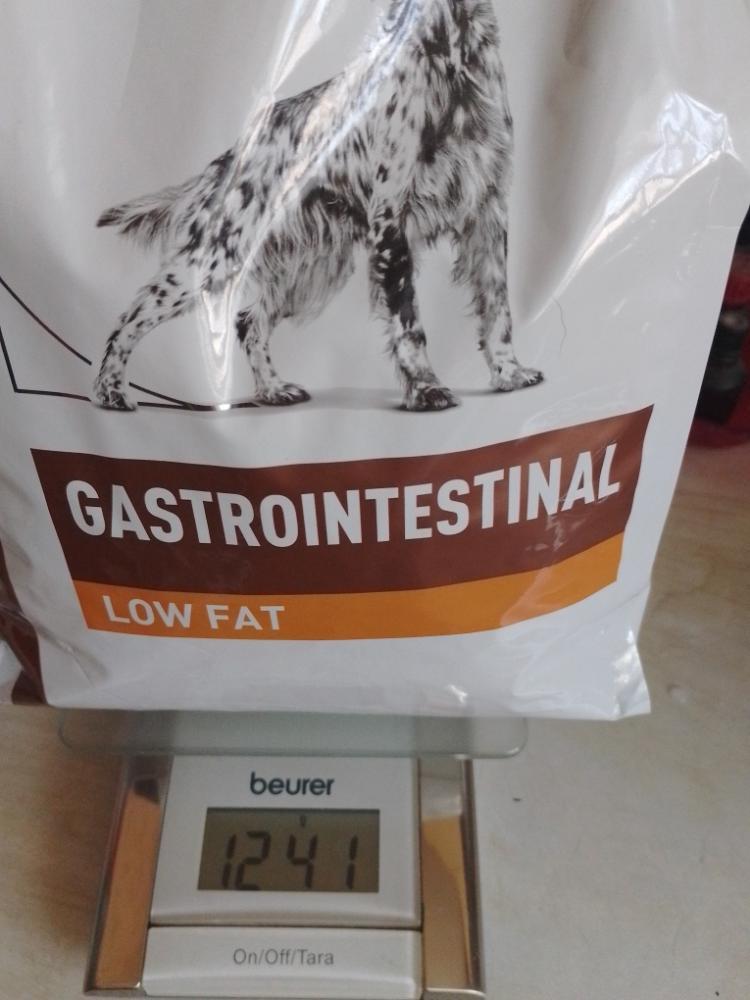 GASTROINTESTINAL
LOW FAT
beurer
1241
On/Off/Tara